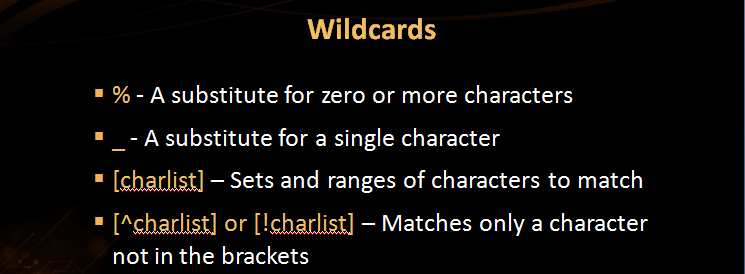 Wildcards
▪ % - A substitute for zero or more characters
▪ _ - A substitute for a single character
▪ [charlist] – Sets and ranges of characters to match
▪ [^charlist] or [!charlist] – Matches only a character
not in the brackets